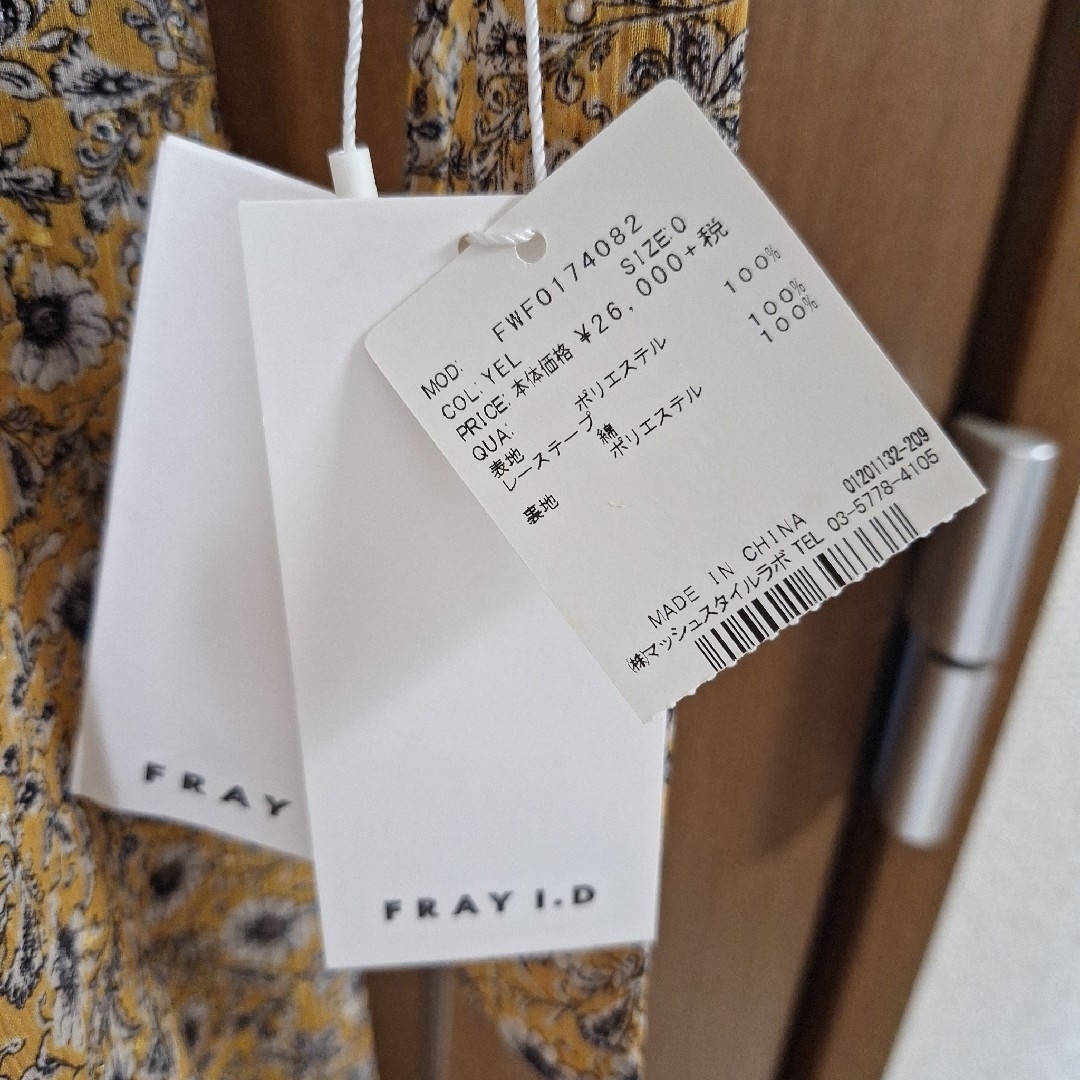 MOD: FWF0174082
COL: YEL SIZE:0
PRICE: 本体価格 ¥26,000+税
QUA:
表地 ポリエステル 100%
レーステープ 綿 100%
裏地 ポリエステル 100%
01201132-209
MADE IN CHINA
(株)マッシュスタイルラボ TEL 03-5778-4105
FRAY
FRAY I.D